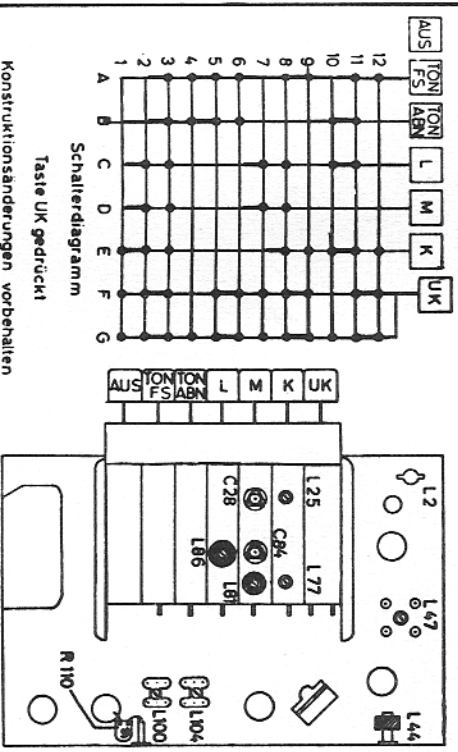 AUS
TON FS
TON ABN
L
M
K
UK
1 2 3 4 5 6 7 8 9 10 11 12
A
B
C
D
E
F
G
Schalterdiagramm
Taste UK gedrückt
Konstruktionsänderungen vorbehalten
AUS
TON FS
TON ABN
L
M
K
UK
L2
L25
C28
L47
L77
C84
L86
L81
L44
L104
L100
R110